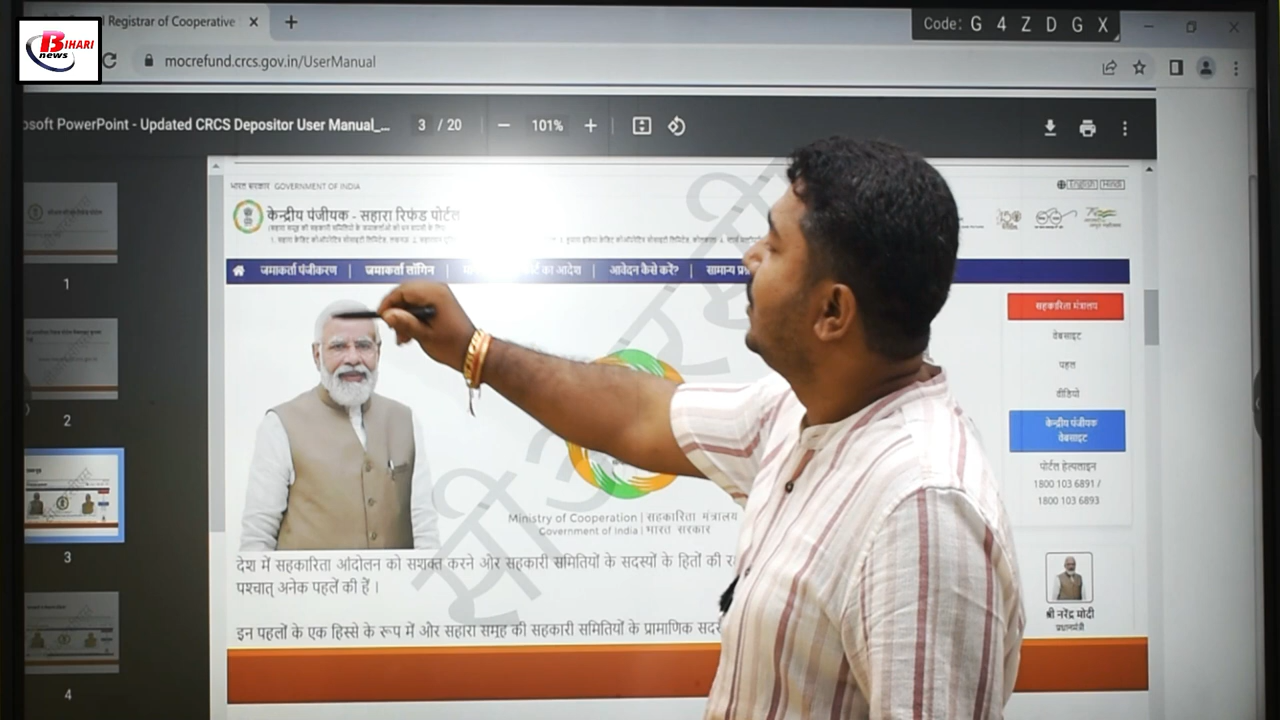 Registrar of Cooperative
Code: G 4 Z D G X
BIHARI
news
mocrefund.crcs.gov.in/UserManual
osoft PowerPoint - Updated CRCS Depositor User Manual_...
3 / 20
101%
भारत सरकार GOVERNMENT OF INDIA
English Hindi
केन्द्रीय पंजीयक - सहारा रिफंड पोर्टल
जमाकर्ता पंजीकरण
जमाकर्ता लॉगिन
कोर्ट का आदेश
आवेदन कैसे करें?
सामान्य
सहकारिता मंत्रालय
वेबसाइट
पहल
वीडियो
केन्द्रीय पंजीयक
वेबसाइट
पोर्टल हेल्पलाइन
1800 103 6891 /
1800 103 6893
Ministry of Cooperation | सहकारिता मंत्रालय
Government of India | भारत सरकार
देश में सहकारिता आंदोलन को सशक्त करने और सहकारी समितियों के सदस्यों के हितों की
पश्चात् अनेक पहलें की हैं ।
श्री नरेंद्र मोदी
प्रधानमंत्री
इन पहलों के एक हिस्से के रूप में और सहारा समूह की सहकारी समितियों के प्रामाणिक
1
2
3
4